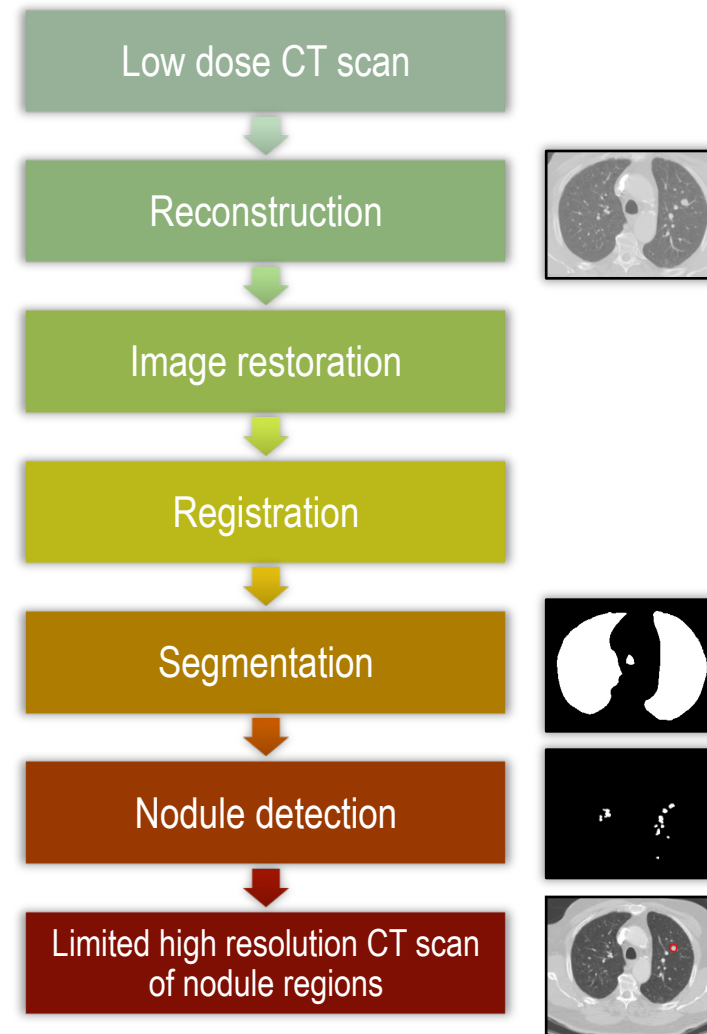 Low dose CT scan
Reconstruction
Image restoration
Registration
Segmentation
Nodule detection
Limited high resolution CT scan
of nodule regions